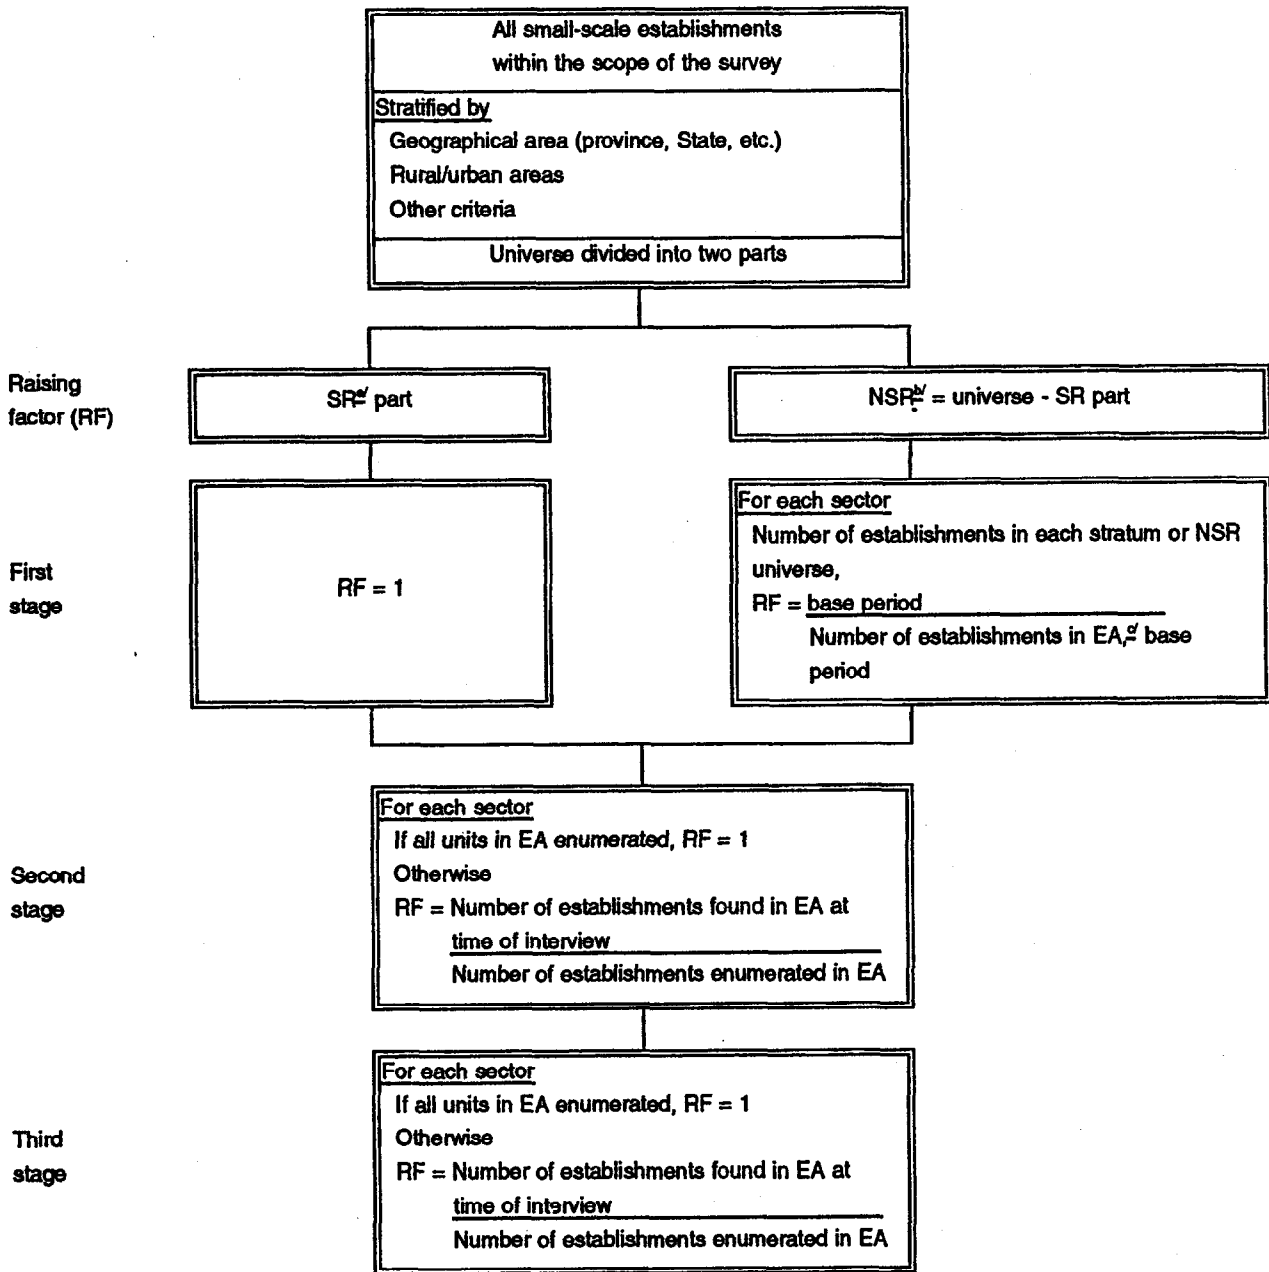 All small-scale establishments
within the scope of the survey
Stratified by
Geographical area (province, State, etc.)
Rural/urban areas
Other criteria
Universe divided into two parts
Raising
factor (RF)
SR a/ part
NSR b/ = universe - SR part
First
stage
RF = 1
For each sector
Number of establishments in each stratum or NSR
universe,
RF = base period
Number of establishments in EA, c/ base
period
Second
stage
For each sector
If all units in EA enumerated, RF = 1
Otherwise
RF = Number of establishments found in EA at
time of interview
Number of establishments enumerated in EA
Third
stage
For each sector
If all units in EA enumerated, RF = 1
Otherwise
RF = Number of establishments found in EA at
time of interview
Number of establishments enumerated in EA